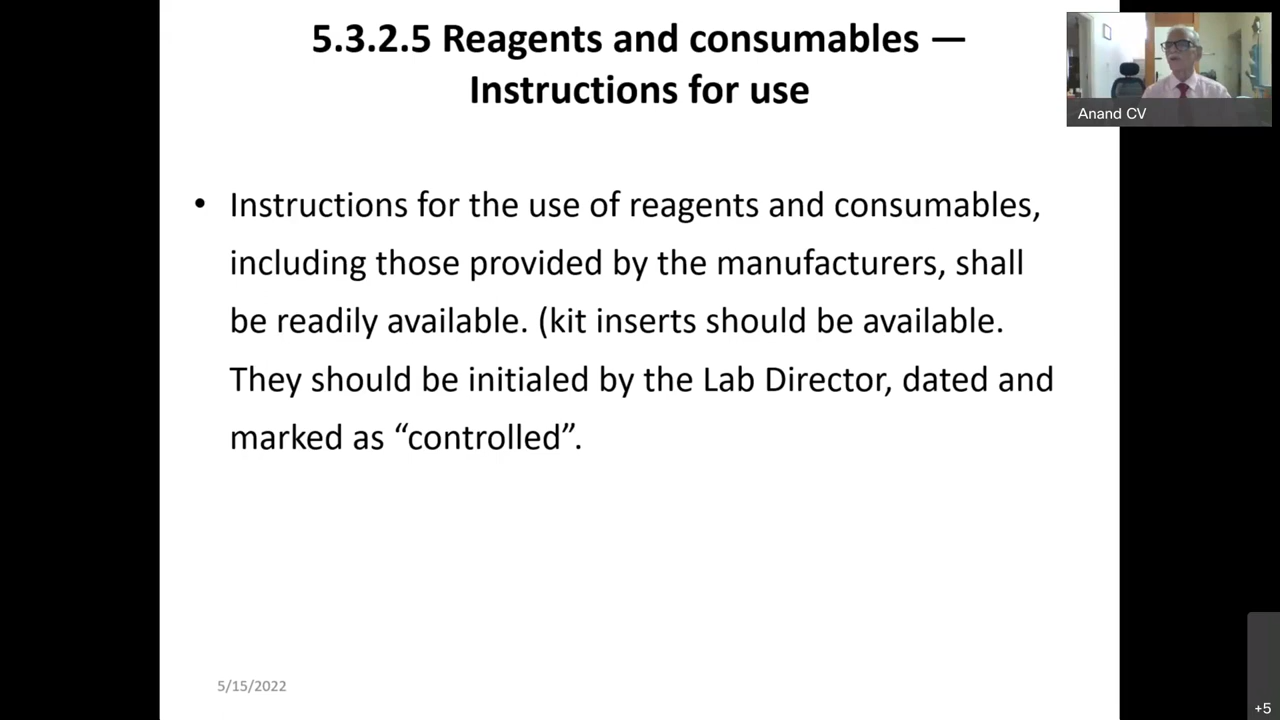 5.3.2.5 Reagents and consumables —
Instructions for use
Anand CV
• Instructions for the use of reagents and consumables,
including those provided by the manufacturers, shall
be readily available. (kit inserts should be available.
They should be initialed by the Lab Director, dated and
marked as “controlled”.
5/15/2022
+5